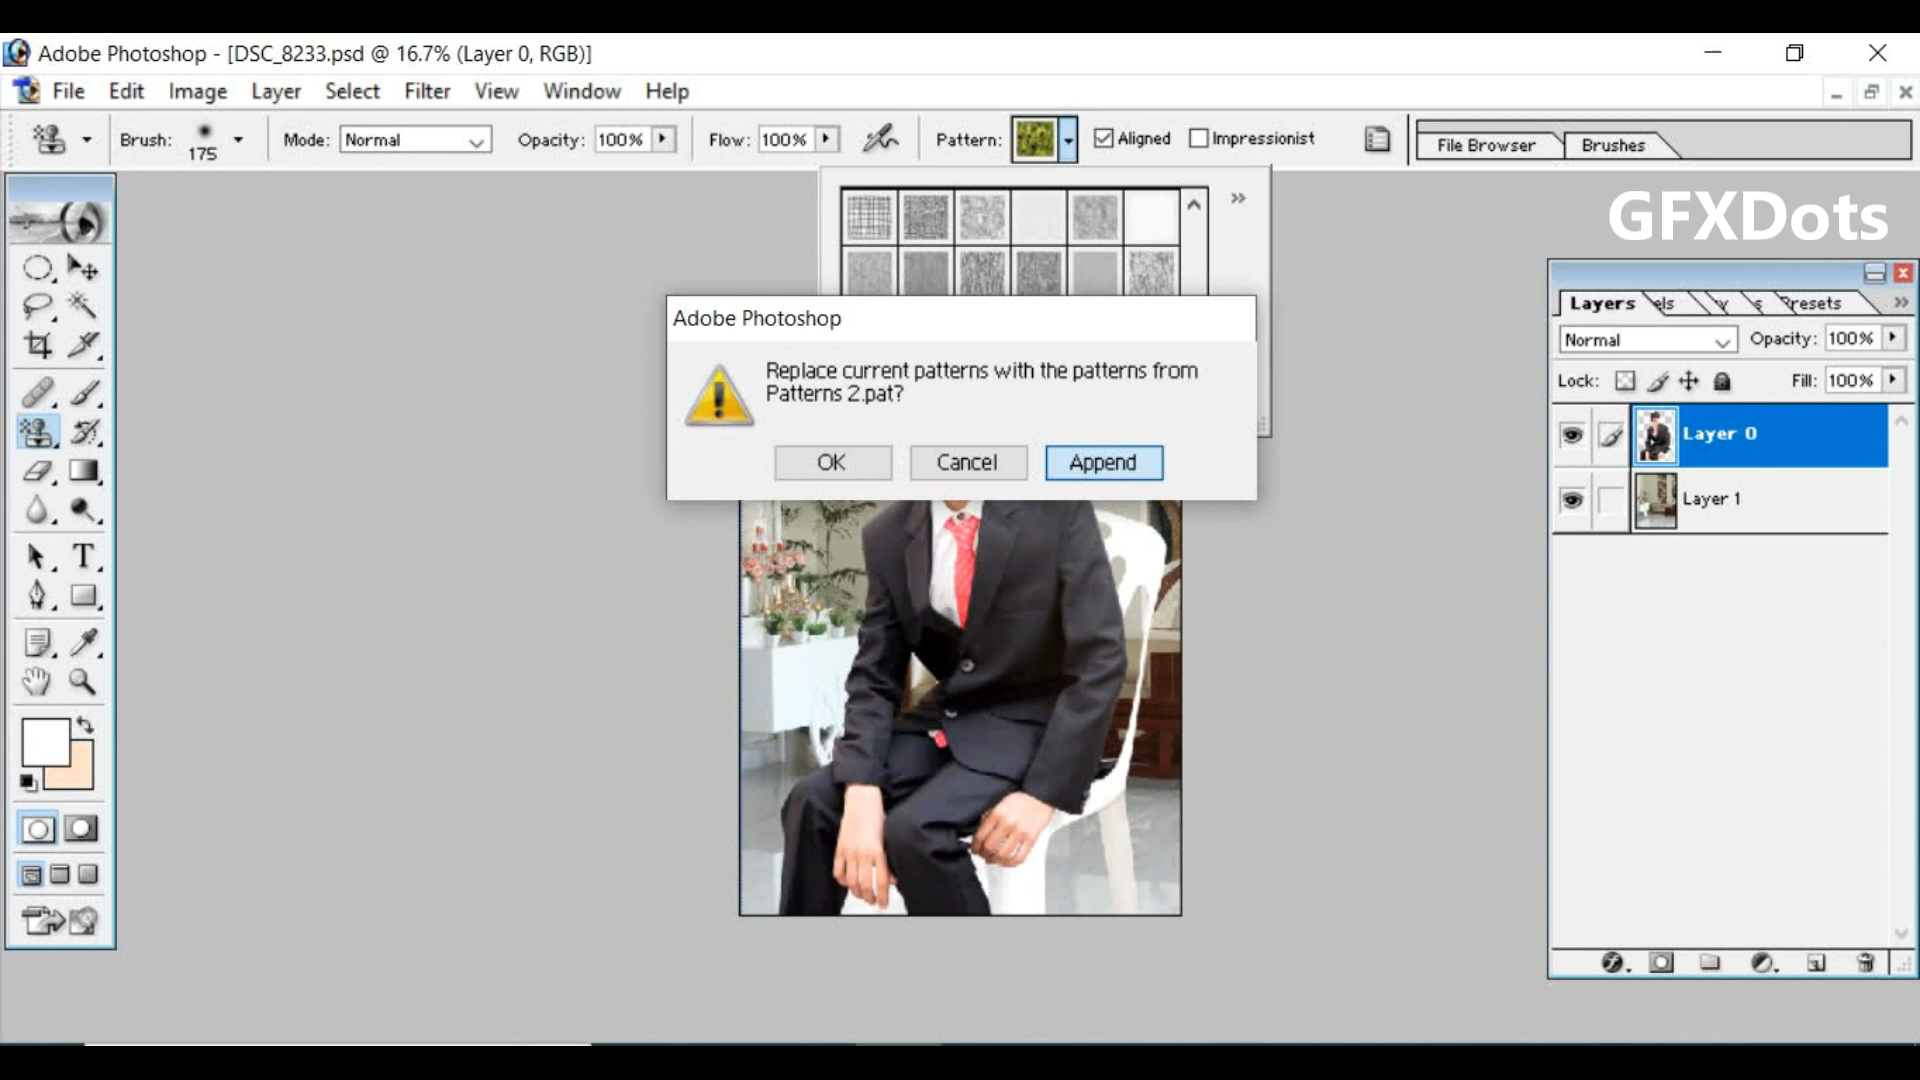 Adobe Photoshop - [DSC_8233.psd @ 16.7% (Layer 0, RGB)]
File Edit Image Layer Select Filter View Window Help
Brush: 175 Mode: Normal Opacity: 100% Flow: 100% Pattern: Aligned Impressionist File Browser Brushes
GFXDots
Adobe Photoshop
Replace current patterns with the patterns from
Patterns 2.pat?
OK Cancel Append
Layers els y s Presets
Normal Opacity: 100%
Lock: Fill: 100%
Layer 0
Layer 1
T